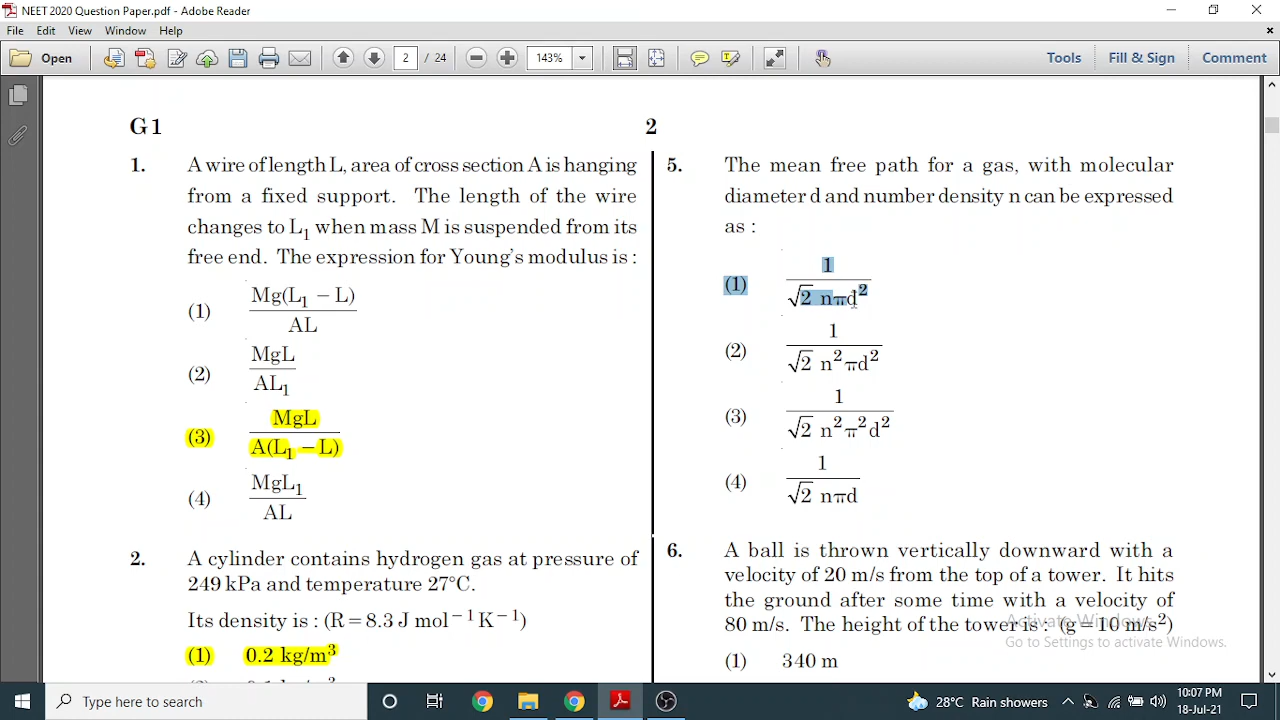 NEET 2020 Question Paper.pdf - Adobe Reader
File Edit View Window Help
Open 2 / 24 143% Tools Fill & Sign Comment
G1 2
1. A wire of length L, area of cross section A is hanging
from a fixed support. The length of the wire
changes to L₁ when mass M is suspended from its
free end. The expression for Young's modulus is :
(1) Mg(L₁ − L)
AL
(2) MgL
AL₁
(3) MgL
A(L₁ − L)
(4) MgL₁
AL
2. A cylinder contains hydrogen gas at pressure of
249 kPa and temperature 27°C.
Its density is : (R = 8.3 J mol⁻¹ K⁻¹)
(1) 0.2 kg/m³
5. The mean free path for a gas, with molecular
diameter d and number density n can be expressed
as :
(1) 1
√2 nπd²
(2) 1
√2 n²πd²
(3) 1
√2 n²π²d²
(4) 1
√2 nπd
6. A ball is thrown vertically downward with a
velocity of 20 m/s from the top of a tower. It hits
the ground after some time with a velocity of
80 m/s. The height of the tower is : (g = 10 m/s²)
(1) 340 m
Activate Windows
Go to Settings to activate Windows.
Type here to search
28°C Rain showers
10:07 PM
18-Jul-21